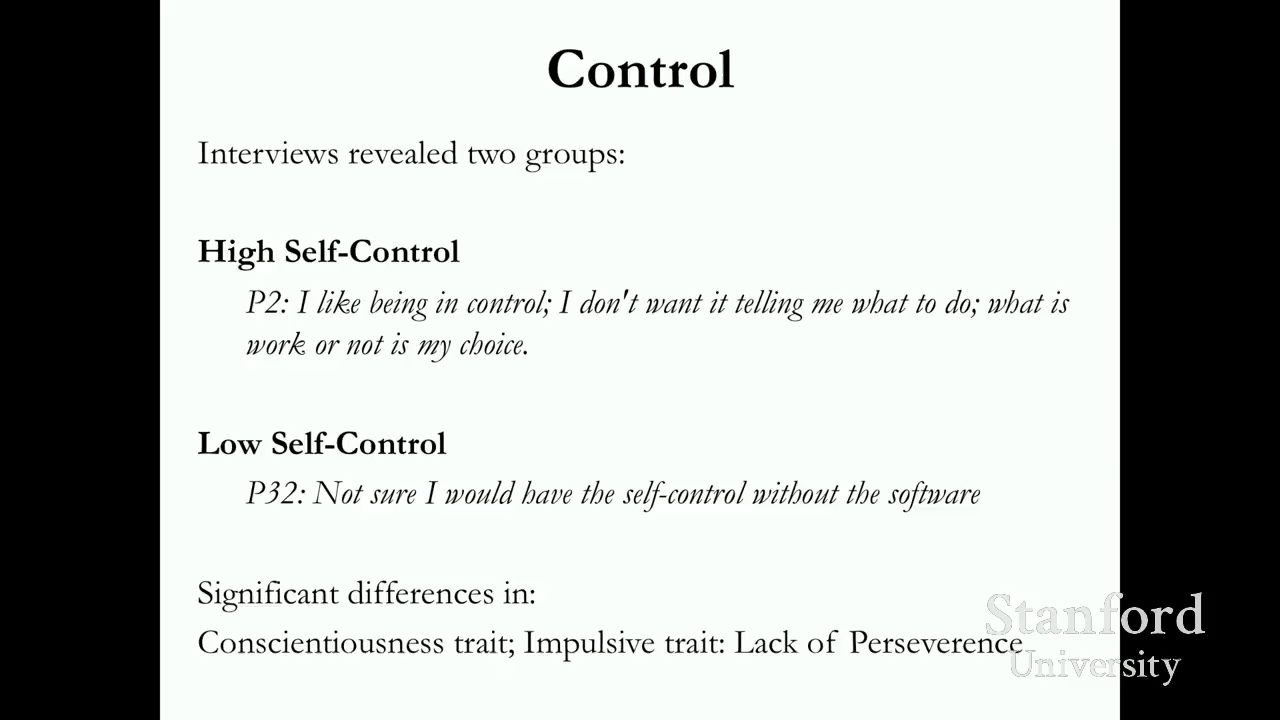 Control
Interviews revealed two groups:
High Self-Control
P2: I like being in control; I don't want it telling me what to do; what is
work or not is my choice.
Low Self-Control
P32: Not sure I would have the self-control without the software
Significant differences in:
Conscientiousness trait; Impulsive trait: Lack of Perseverence
Stanford
University